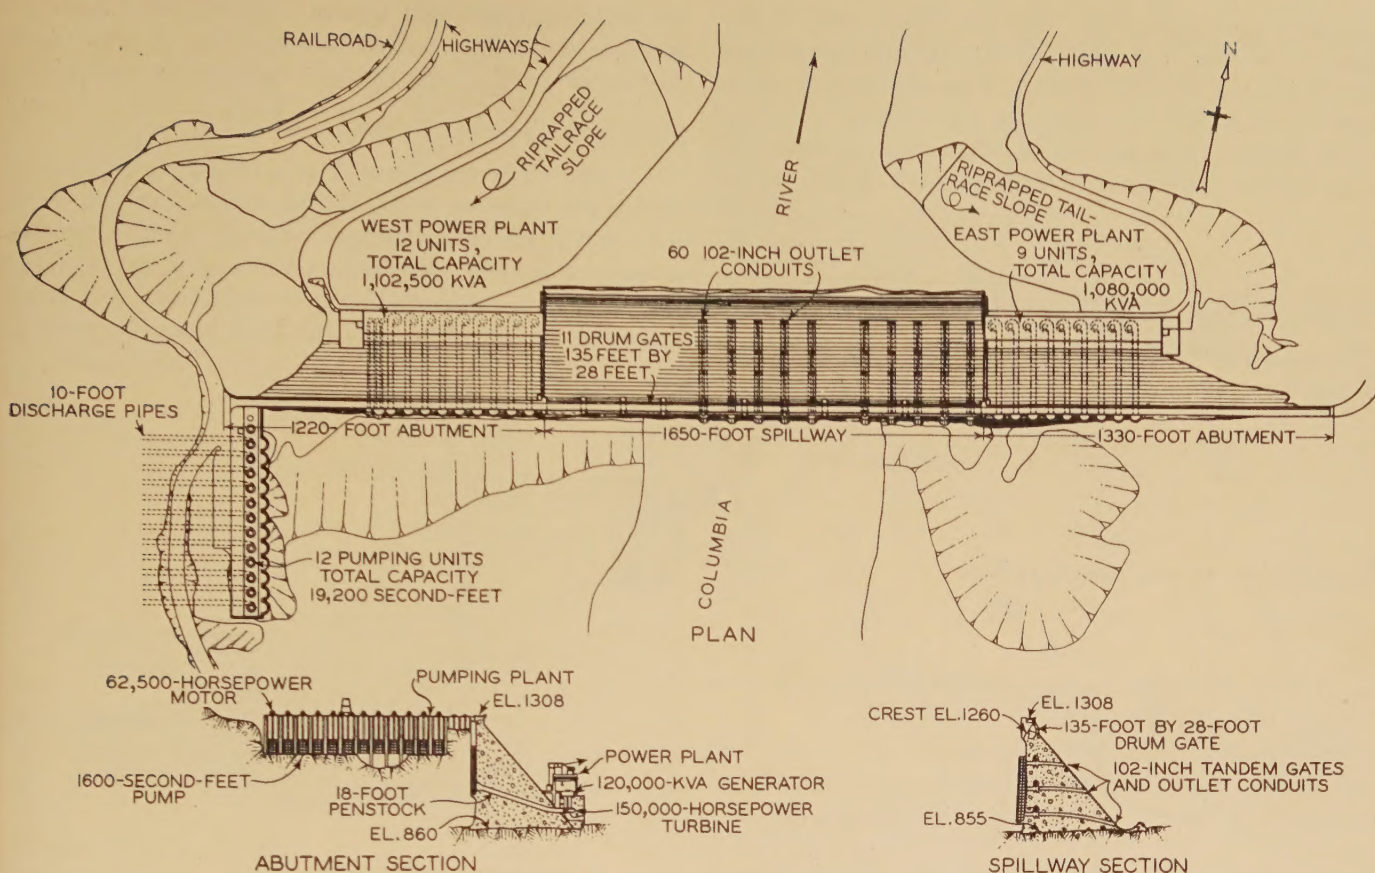 RAILROAD
HIGHWAYS
HIGHWAY
N
RIPRAPPED
TAILRACE
SLOPE
RIVER
RIPRAPPED TAIL-
RACE SLOPE
WEST POWER PLANT
12 UNITS,
TOTAL CAPACITY
1,102,500 KVA
60 102-INCH OUTLET
CONDUITS
EAST POWER PLANT
9 UNITS,
TOTAL CAPACITY
1,080,000
KVA
11 DRUM GATES
135 FEET BY
28 FEET
10-FOOT
DISCHARGE PIPES
1220-FOOT ABUTMENT
1650-FOOT SPILLWAY
1330-FOOT ABUTMENT
12 PUMPING UNITS
TOTAL CAPACITY
19,200 SECOND-FEET
COLUMBIA
PLAN
62,500-HORSEPOWER
MOTOR
PUMPING PLANT
EL.1308
POWER PLANT
120,000-KVA GENERATOR
1600-SECOND-FEET
PUMP
18-FOOT
PENSTOCK
150,000-HORSEPOWER
TURBINE
EL.860
ABUTMENT SECTION
EL.1308
CREST EL.1260
135-FOOT BY 28-FOOT
DRUM GATE
102-INCH TANDEM GATES
AND OUTLET CONDUITS
EL.855
SPILLWAY SECTION